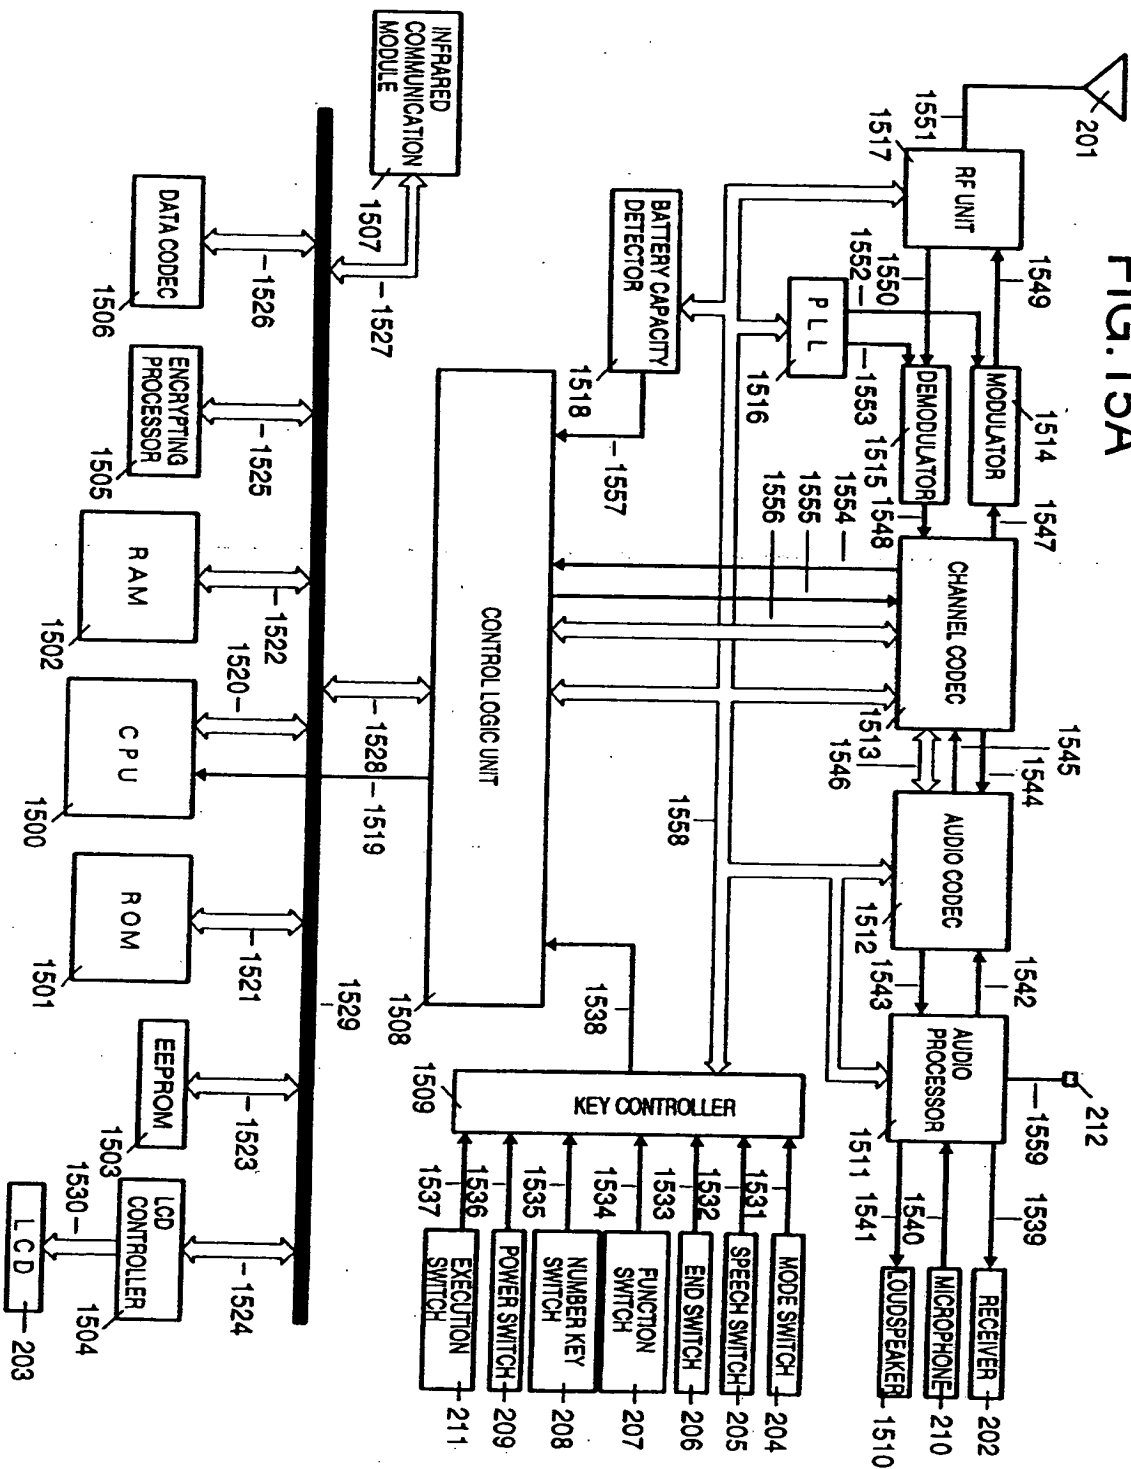 FIG.15A
201
1551
1517
RF UNIT
1549
1550
1552
PLL
1516
1553
MODULATOR
1514
DEMODULATOR
1515
1547
1548
CHANNEL CODEC
1513
1554
1555
1556
1545
1544
1546
AUDIO CODEC
1512
1542
1543
AUDIO
PROCESSOR
1511
1559
212
1539
1540
1541
RECEIVER
202
MICROPHONE
210
LOUDSPEAKER
1510
BATTERY CAPACITY
DETECTOR
1518
1557
1558
CONTROL LOGIC UNIT
1508
1538
KEY CONTROLLER
1509
1531
1532
1533
1534
1535
1536
1537
MODE SWITCH
204
SPEECH SWITCH
205
END SWITCH
206
FUNCTION
SWITCH
207
NUMBER KEY
SWITCH
208
POWER SWITCH
209
EXECUTION
SWITCH
211
INFRARED
COMMUNICATION
MODULE
1507
1527
1528
1519
1529
DATA CODEC
1506
1526
ENCRYPTING
PROCESSOR
1505
1525
RAM
1502
1522
CPU
1500
1520
ROM
1501
1521
EEPROM
1503
1523
LCD
CONTROLLER
1504
1524
1530
LCD
203